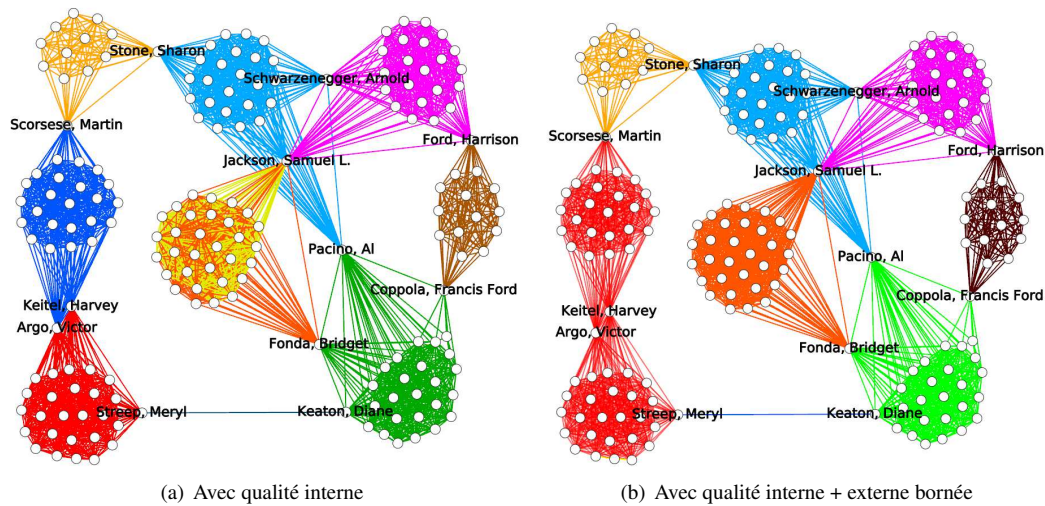 Stone, Sharon
Schwarzenegger, Arnold
Scorsese, Martin
Ford, Harrison
Jackson, Samuel L.
Pacino, Al
Coppola, Francis Ford
Keitel, Harvey
Argo, Victor
Fonda, Bridget
Streep, Meryl
Keaton, Diane
(a) Avec qualité interne
Stone, Sharon
Schwarzenegger, Arnold
Scorsese, Martin
Ford, Harrison
Jackson, Samuel L.
Pacino, Al
Coppola, Francis Ford
Keitel, Harvey
Argo, Victor
Fonda, Bridget
Streep, Meryl
Keaton, Diane
(b) Avec qualité interne + externe bornée